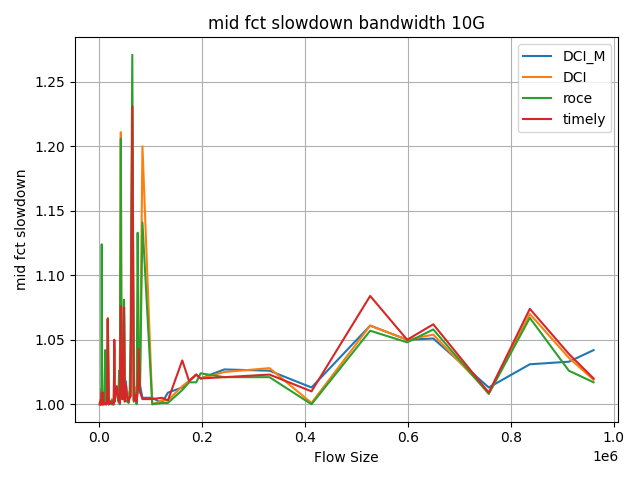 mid fct slowdown bandwidth 10G
DCI_M
DCI
roce
timely
mid fct slowdown
1.25
1.20
1.15
1.10
1.05
1.00
0.0 0.2 0.4 0.6 0.8 1.0
1e6
Flow Size